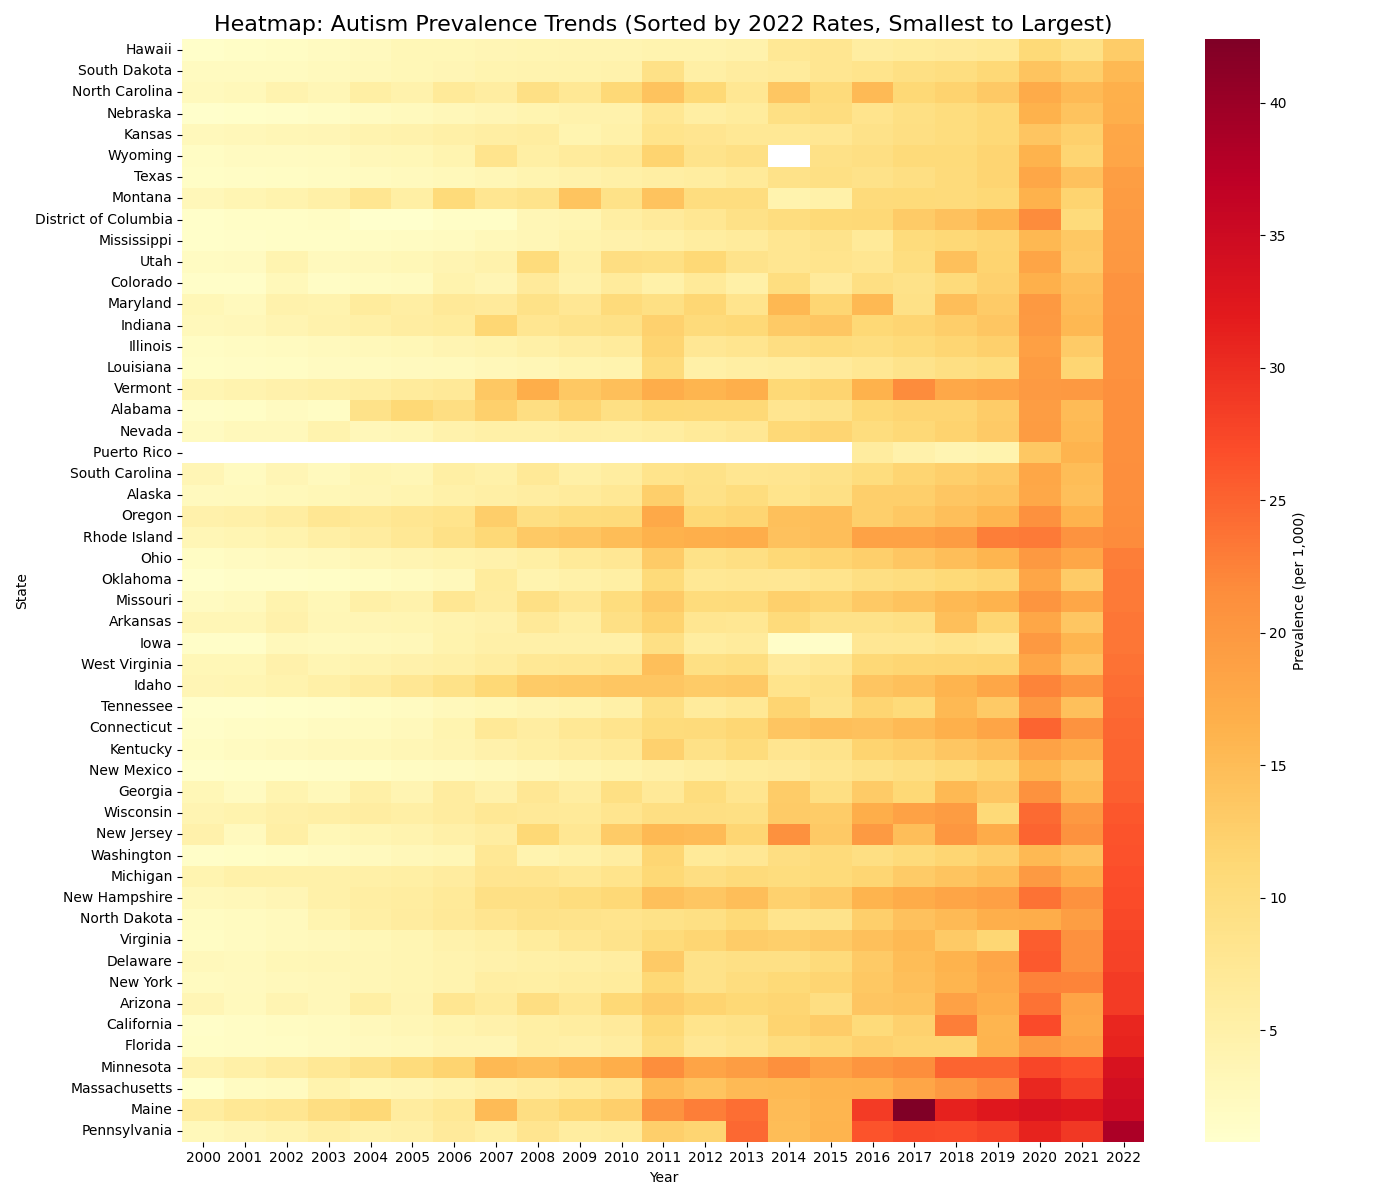 Heatmap: Autism Prevalence Trends (Sorted by 2022 Rates, Smallest to Largest)
State
Hawaii
South Dakota
North Carolina
Nebraska
Kansas
Wyoming
Texas
Montana
District of Columbia
Mississippi
Utah
Colorado
Maryland
Indiana
Illinois
Louisiana
Vermont
Alabama
Nevada
Puerto Rico
South Carolina
Alaska
Oregon
Rhode Island
Ohio
Oklahoma
Missouri
Arkansas
Iowa
West Virginia
Idaho
Tennessee
Connecticut
Kentucky
New Mexico
Georgia
Wisconsin
New Jersey
Washington
Michigan
New Hampshire
North Dakota
Virginia
Delaware
New York
Arizona
California
Florida
Minnesota
Massachusetts
Maine
Pennsylvania
2000 2001 2002 2003 2004 2005 2006 2007 2008 2009 2010 2011 2012 2013 2014 2015 2016 2017 2018 2019 2020 2021 2022
Year
40
35
30
25
20
15
10
5
Prevalence (per 1,000)